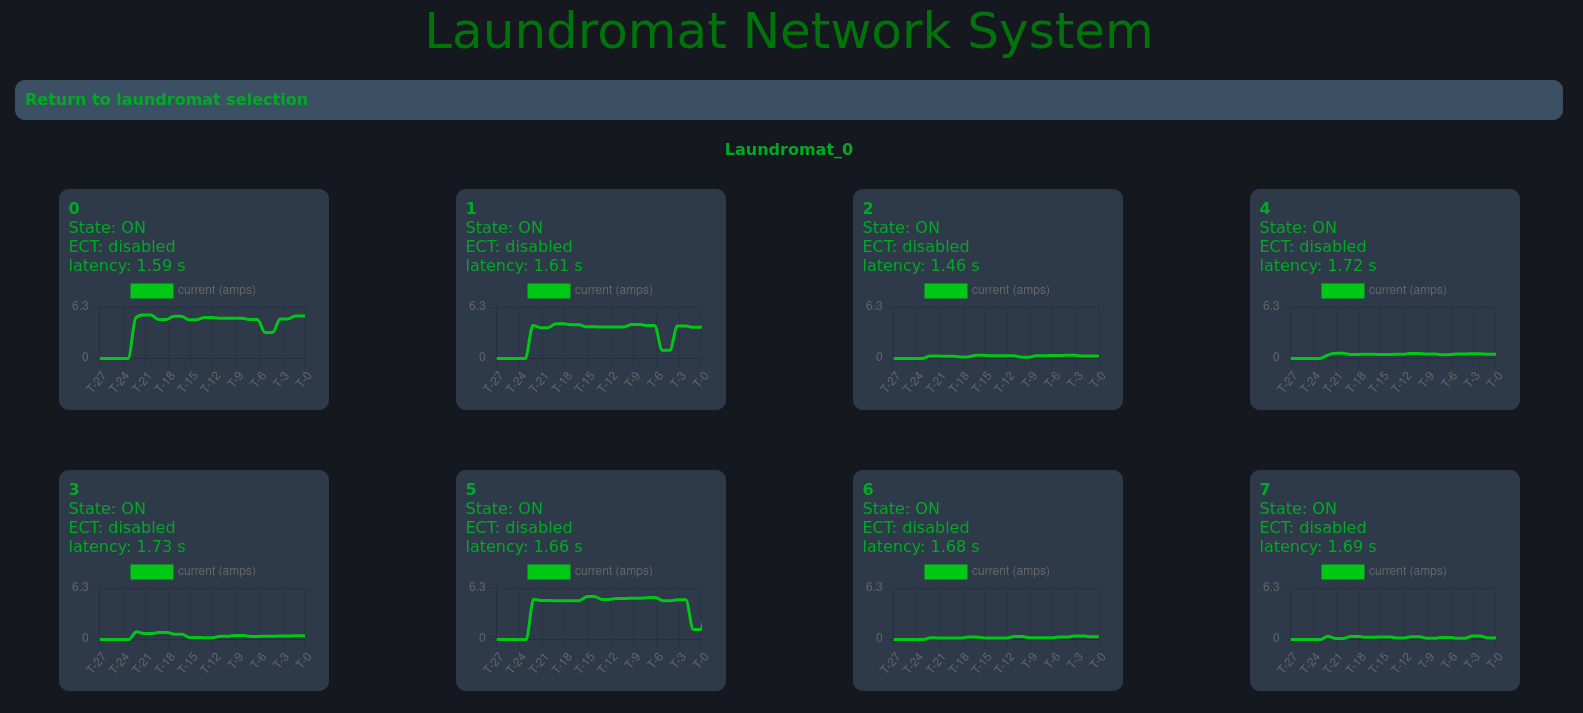 Laundromat Network System
Return to laundromat selection
Laundromat_0
0
State: ON
ECT: disabled
latency: 1.59 s
current (amps)
6.3
0
T-27 T-24 T-21 T-18 T-15 T-12 T-9 T-6 T-3 T-0
1
State: ON
ECT: disabled
latency: 1.61 s
current (amps)
6.3
0
T-27 T-24 T-21 T-18 T-15 T-12 T-9 T-6 T-3 T-0
2
State: ON
ECT: disabled
latency: 1.46 s
current (amps)
6.3
0
T-27 T-24 T-21 T-18 T-15 T-12 T-9 T-6 T-3 T-0
4
State: ON
ECT: disabled
latency: 1.72 s
current (amps)
6.3
0
T-27 T-24 T-21 T-18 T-15 T-12 T-9 T-6 T-3 T-0
3
State: ON
ECT: disabled
latency: 1.73 s
current (amps)
6.3
0
T-27 T-24 T-21 T-18 T-15 T-12 T-9 T-6 T-3 T-0
5
State: ON
ECT: disabled
latency: 1.66 s
current (amps)
6.3
0
T-27 T-24 T-21 T-18 T-15 T-12 T-9 T-6 T-3 T-0
6
State: ON
ECT: disabled
latency: 1.68 s
current (amps)
6.3
0
T-27 T-24 T-21 T-18 T-15 T-12 T-9 T-6 T-3 T-0
7
State: ON
ECT: disabled
latency: 1.69 s
current (amps)
6.3
0
T-27 T-24 T-21 T-18 T-15 T-12 T-9 T-6 T-3 T-0